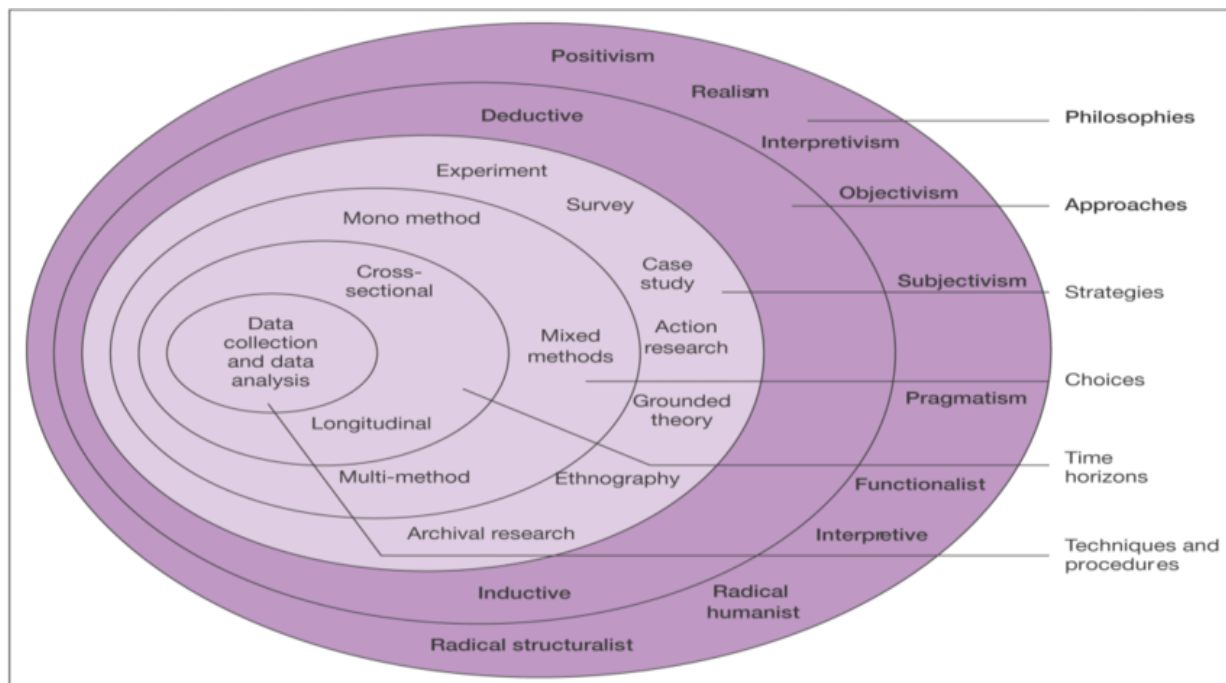 Positivism
Realism
Philosophies
Deductive
Interpretivism
Experiment
Objectivism
Survey
Approaches
Mono method
Case
study
Cross-
sectional
Subjectivism
Strategies
Data
collection
and data
analysis
Mixed
methods
Action
research
Choices
Pragmatism
Grounded
theory
Longitudinal
Time
horizons
Multi-method
Ethnography
Functionalist
Archival research
Interpretive
Techniques and
procedures
Inductive
Radical
humanist
Radical structuralist